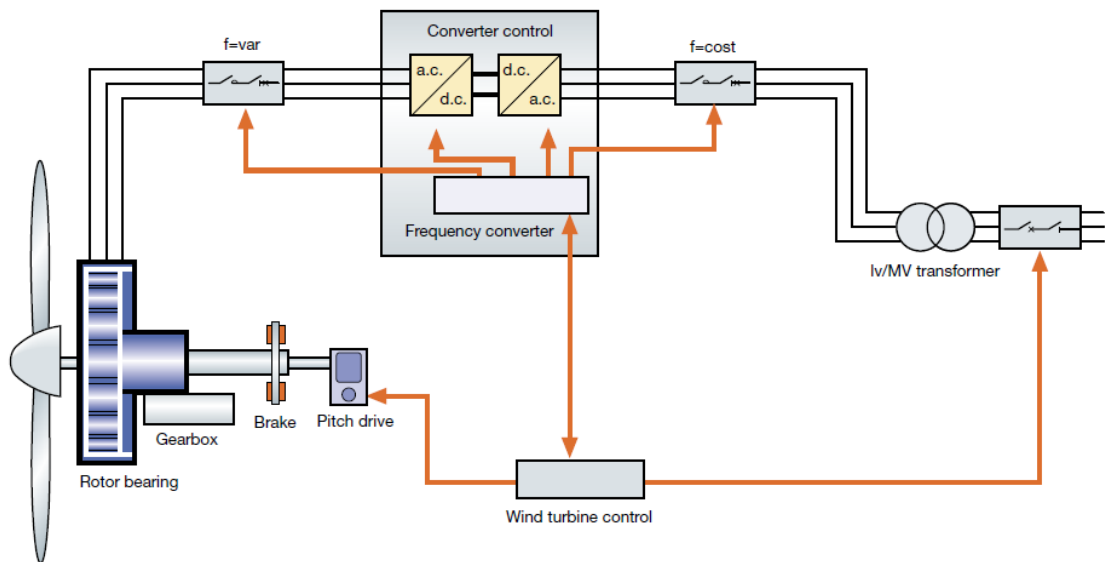 Converter control
f=var
f=cost
a.c.
d.c.
d.c.
a.c.
Frequency converter
lv/MV transformer
Brake
Pitch drive
Gearbox
Rotor bearing
Wind turbine control